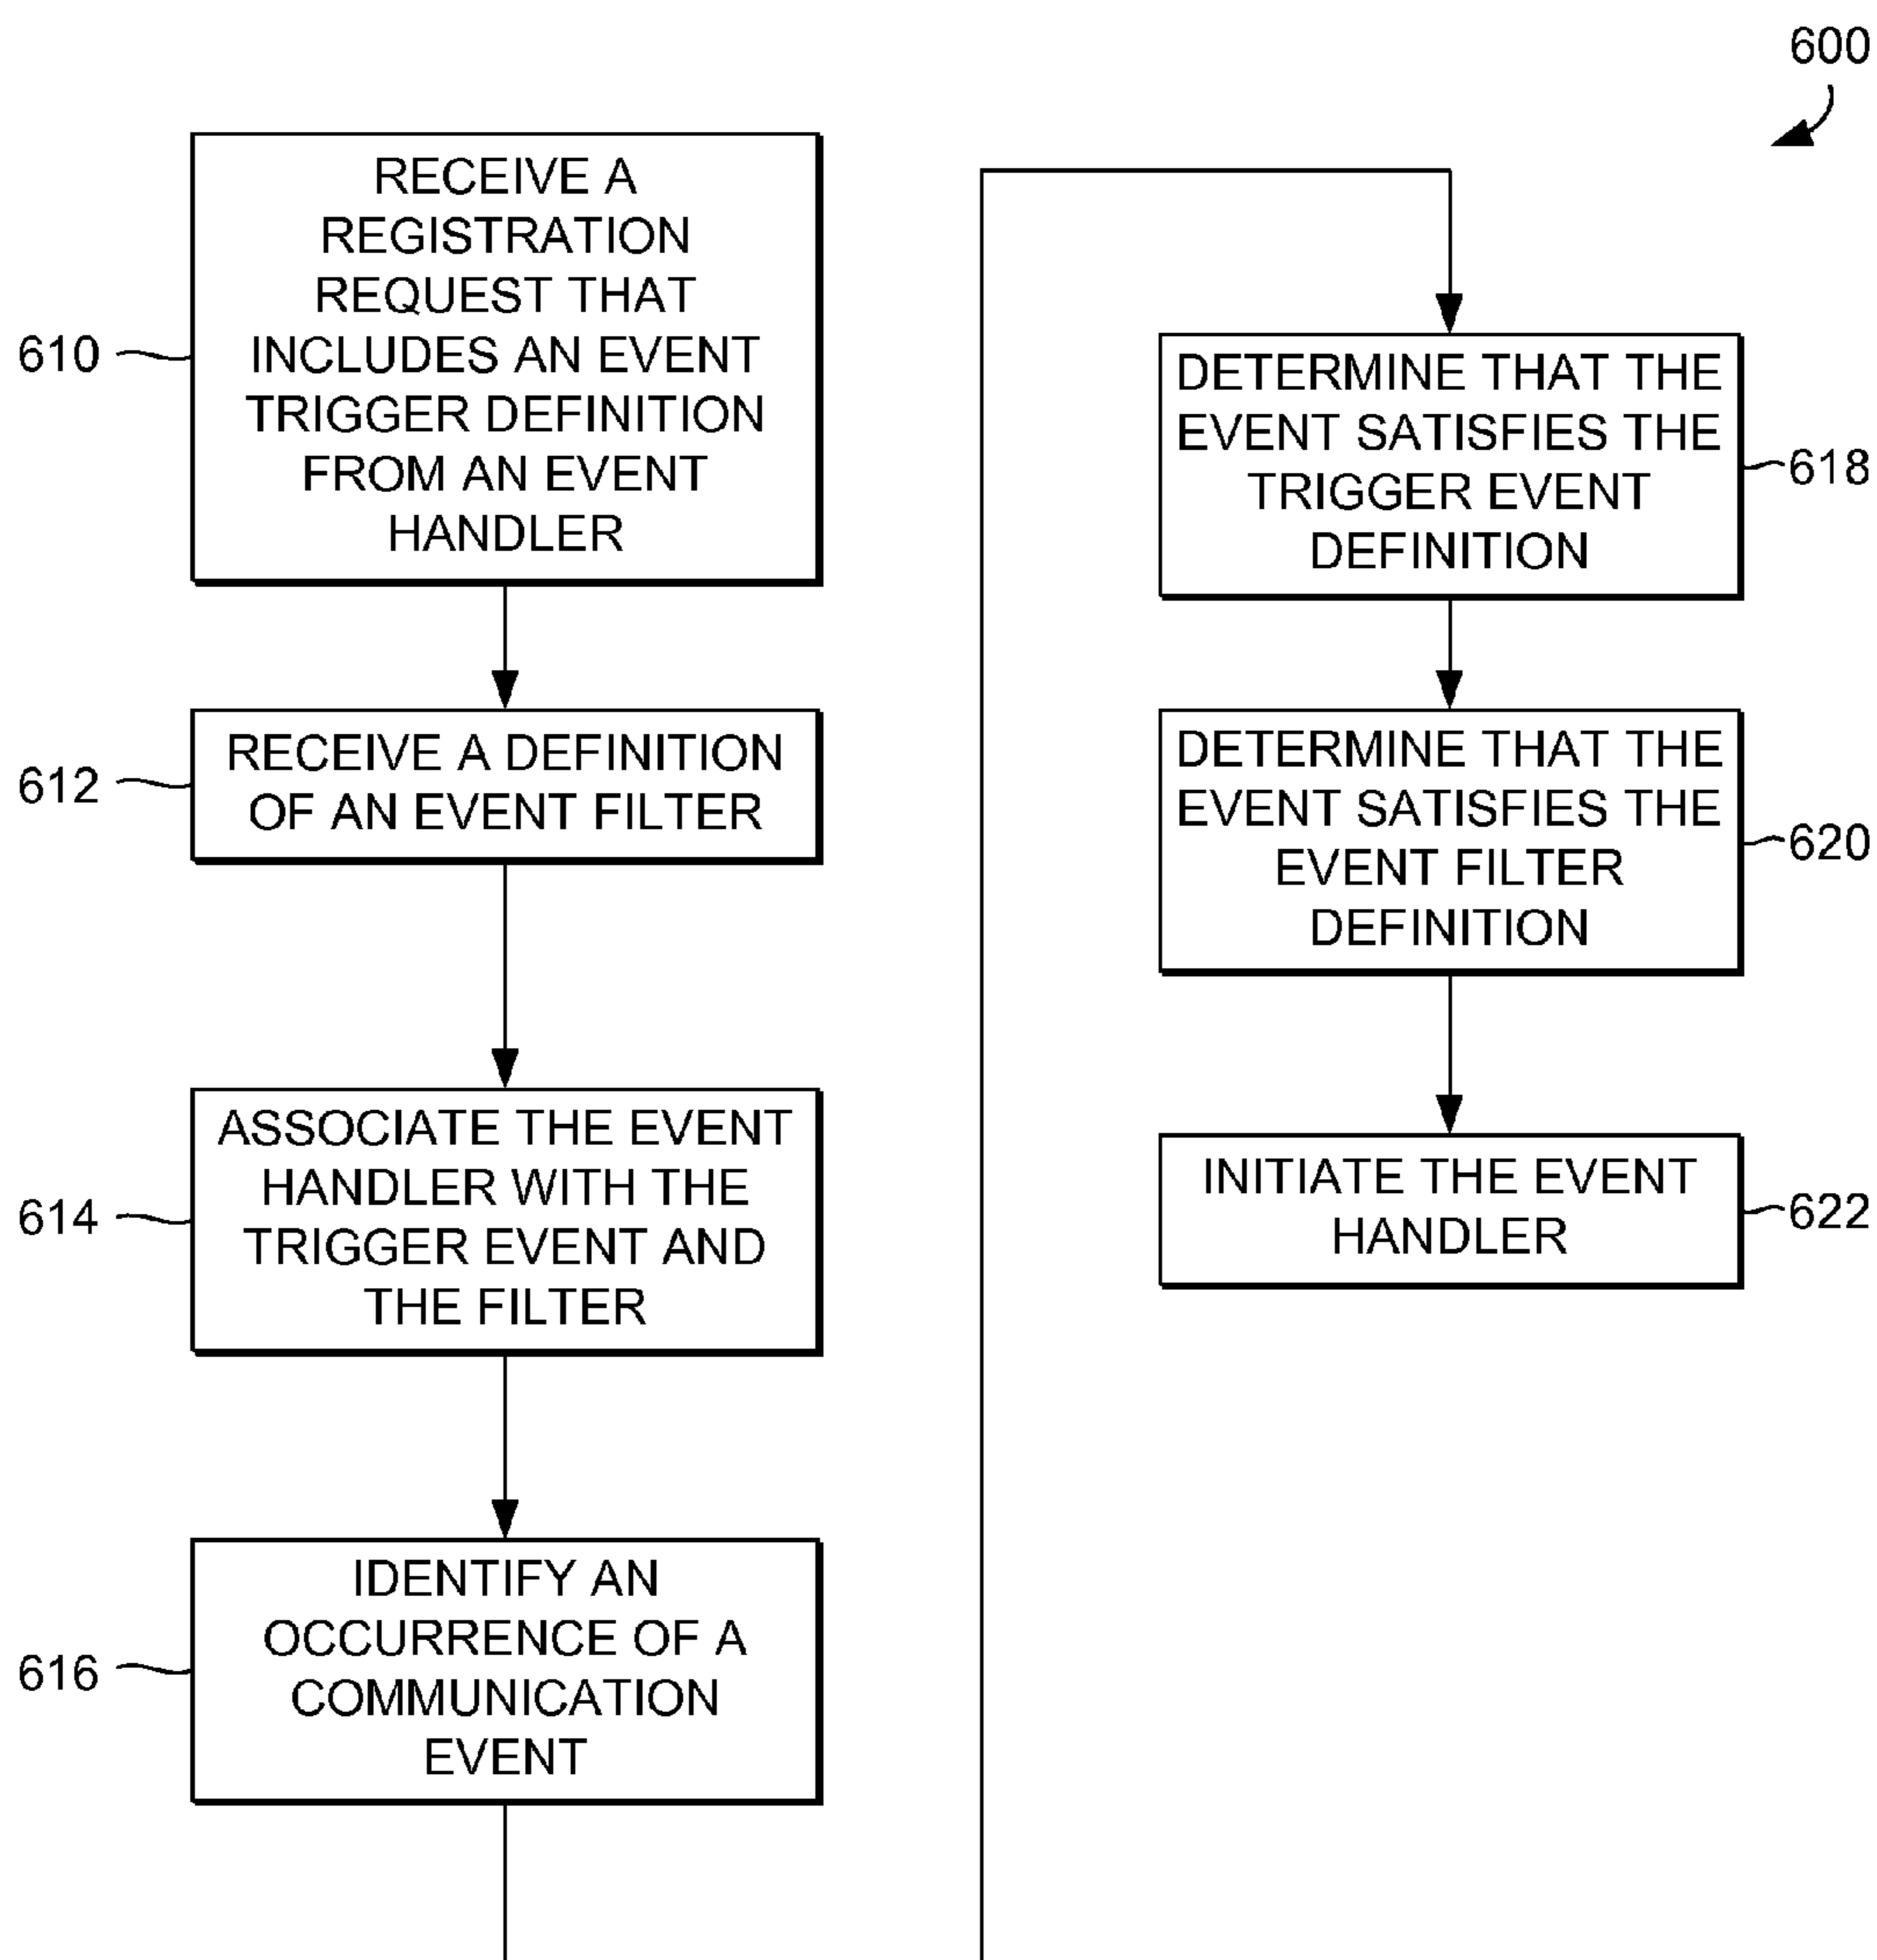 600
610
RECEIVE A
REGISTRATION
REQUEST THAT
INCLUDES AN EVENT
TRIGGER DEFINITION
FROM AN EVENT
HANDLER
612
RECEIVE A DEFINITION
OF AN EVENT FILTER
614
ASSOCIATE THE EVENT
HANDLER WITH THE
TRIGGER EVENT AND
THE FILTER
616
IDENTIFY AN
OCCURRENCE OF A
COMMUNICATION
EVENT
DETERMINE THAT THE
EVENT SATISFIES THE
TRIGGER EVENT
DEFINITION
618
DETERMINE THAT THE
EVENT SATISFIES THE
EVENT FILTER
DEFINITION
620
INITIATE THE EVENT
HANDLER
622